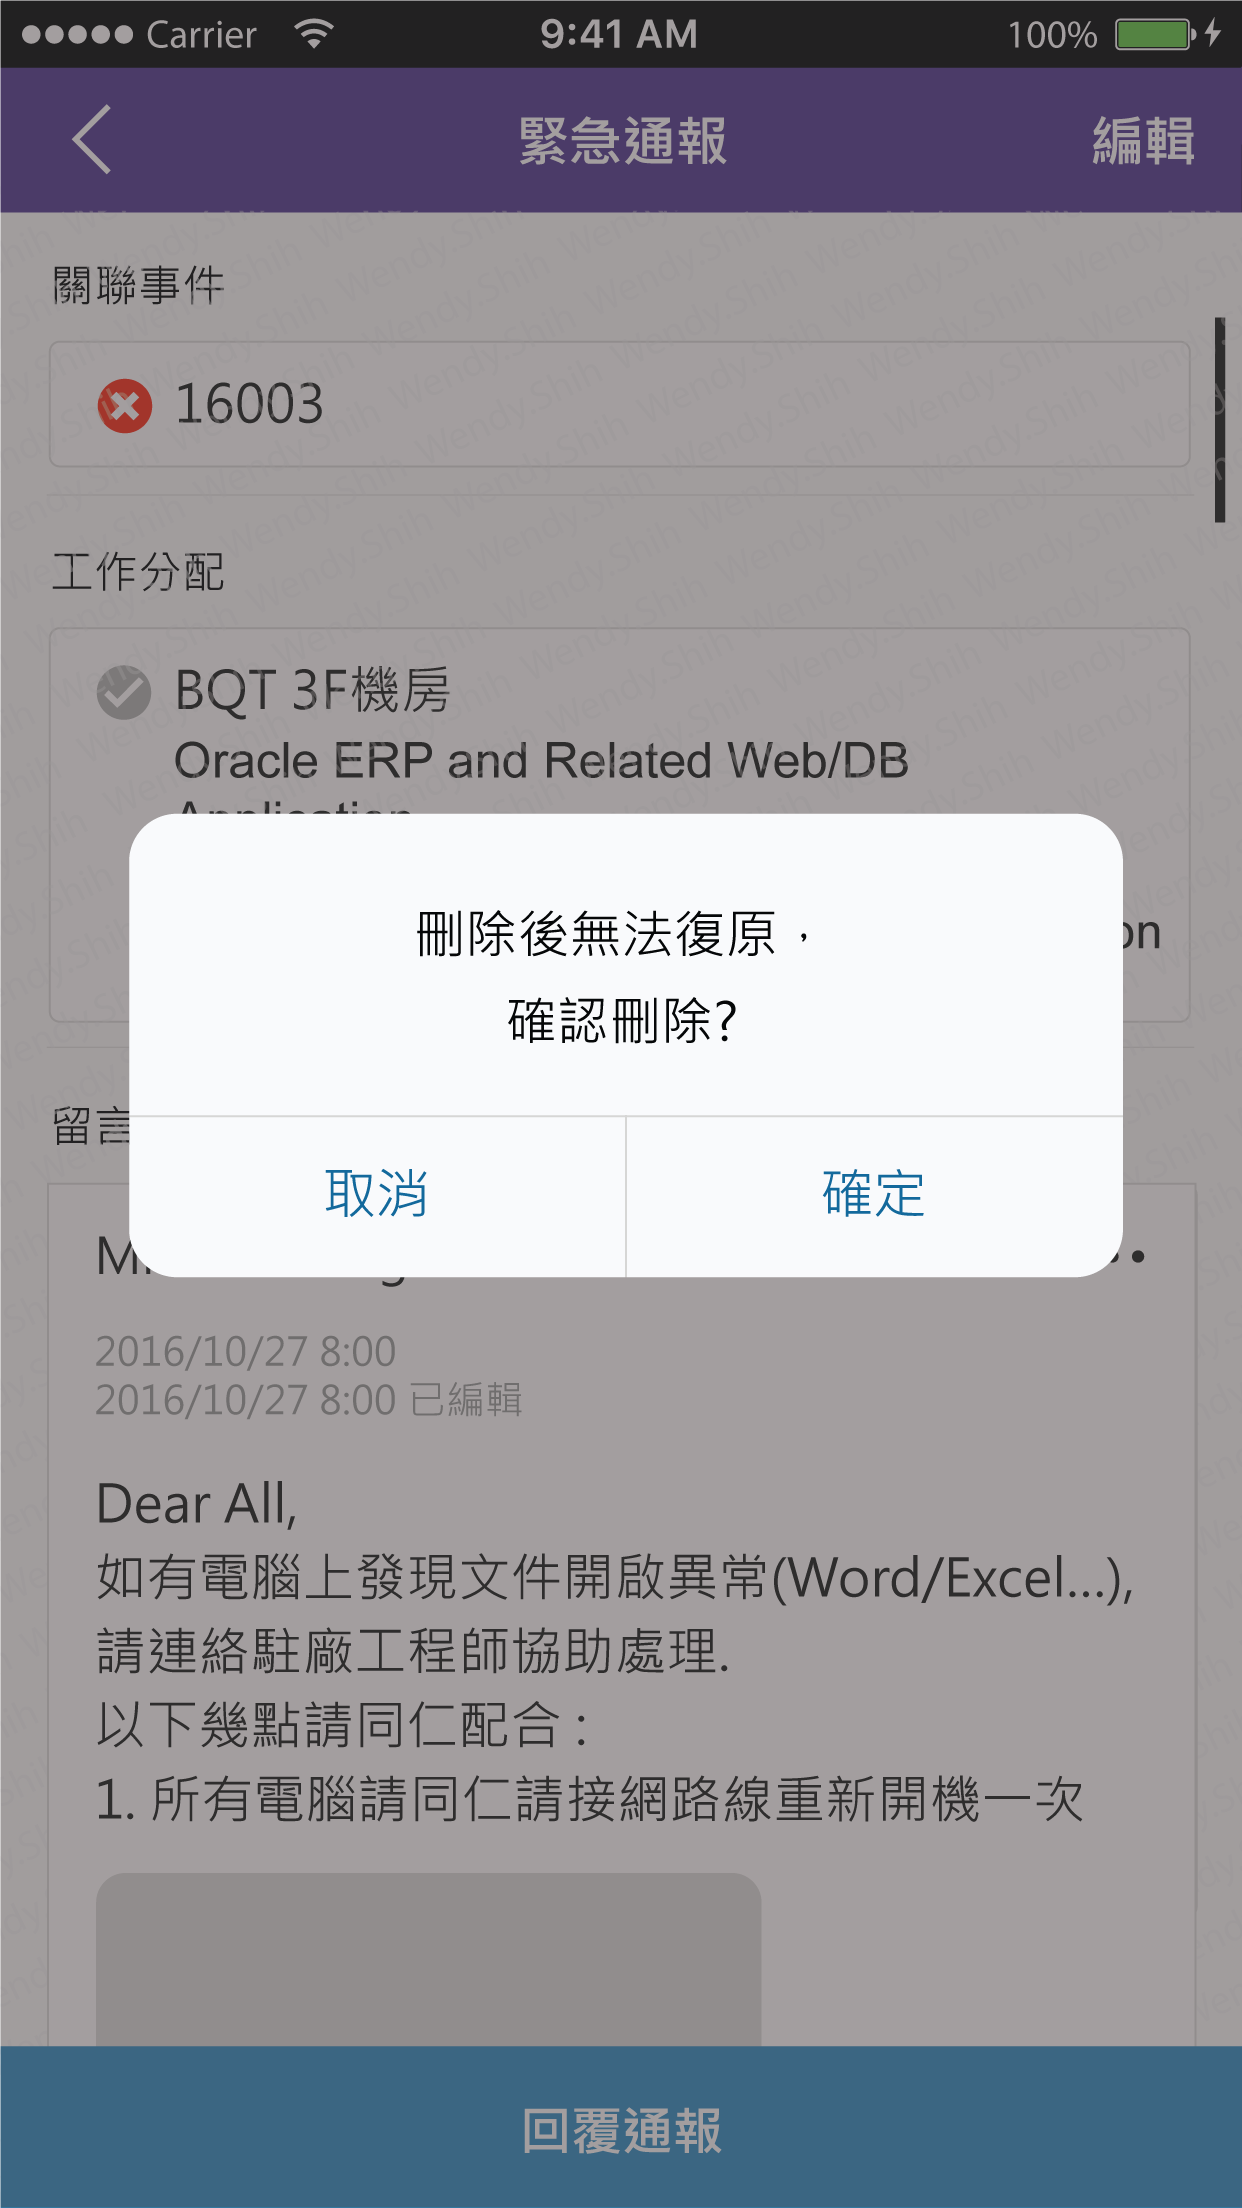 Carrier 9:41 AM 100%
緊急通報 編輯
關聯事件
16003
工作分配
BQT 3F機房
Oracle ERP and Related Web/DB
Application
刪除後無法復原，
確認刪除?
取消 確定
留言
2016/10/27 8:00
2016/10/27 8:00 已編輯
Dear All,
如有電腦上發現文件開啟異常(Word/Excel...),
請連絡駐廠工程師協助處理.
以下幾點請同仁配合 :
1. 所有電腦請同仁請接網路線重新開機一次
回覆通報
Wendy.Shih